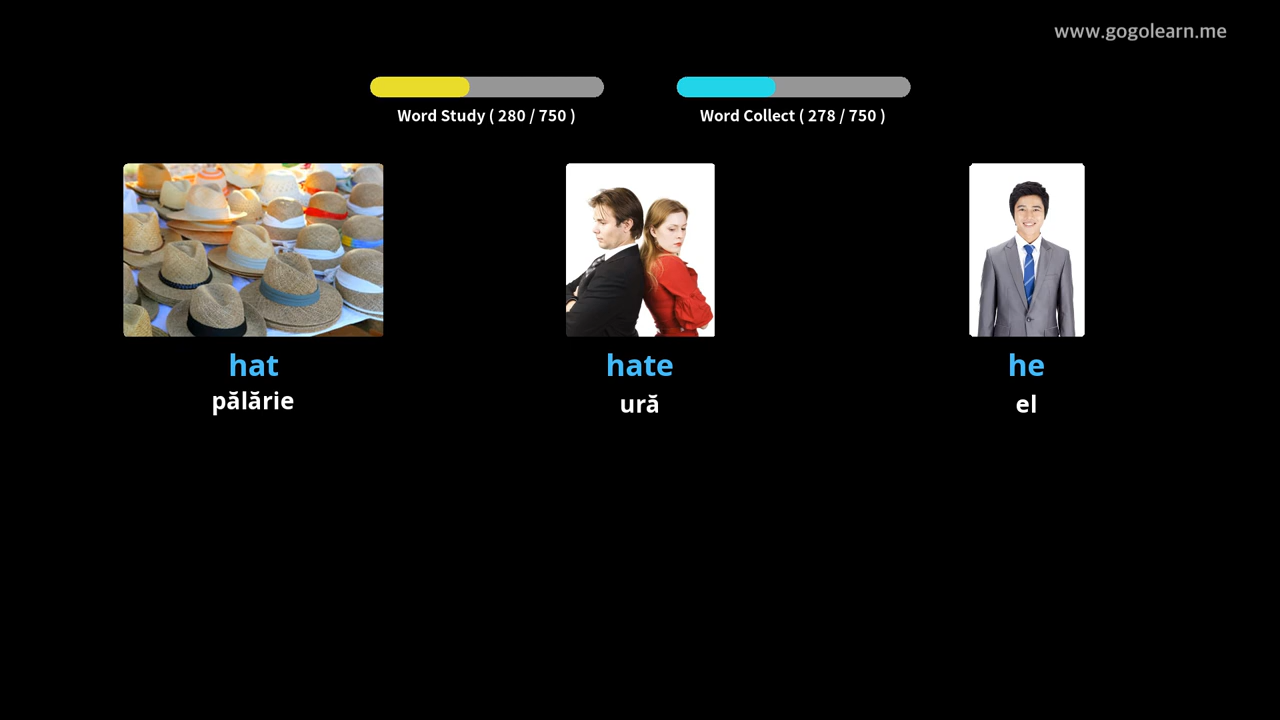 www.gogolearn.me
Word Study ( 280 / 750 )
Word Collect ( 278 / 750 )
hat
pălărie
hate
ură
he
el